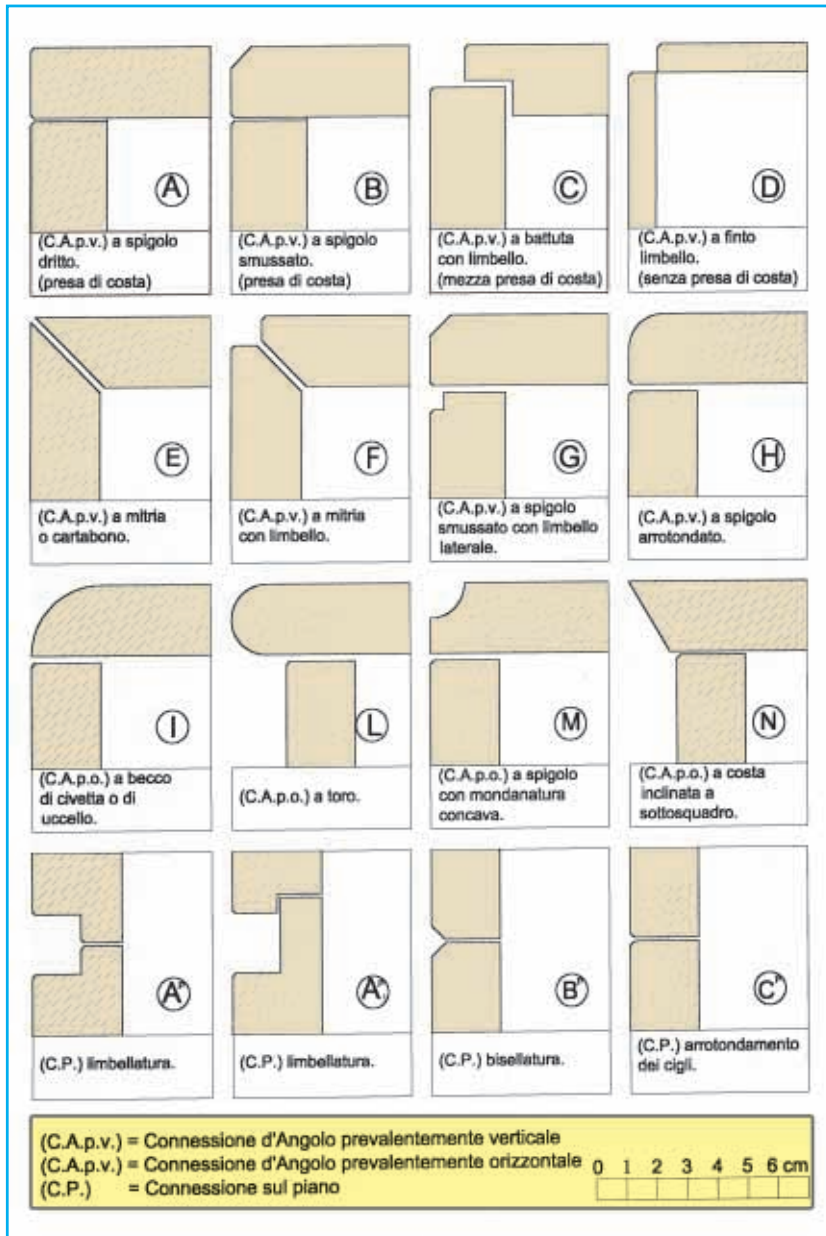 A
(C.A.p.v.) a spigolo
dritto.
(presa di costa)
B
(C.A.p.v.) a spigolo
smussato.
(presa di costa)
C
(C.A.p.v.) a battuta
con limbello.
(mezza presa di costa)
D
(C.A.p.v.) a finto
limbello.
(senza presa di costa)
E
(C.A.p.v.) a mitria
o cartabono.
F
(C.A.p.v.) a mitria
con limbello.
G
(C.A.p.v.) a spigolo
smussato con limbello
laterale.
H
(C.A.p.v.) a spigolo
arrotondato.
I
(C.A.p.o.) a becco
di civetta o di
uccello.
L
(C.A.p.o.) a toro.
M
(C.A.p.o.) a spigolo
con mondanatura
concava.
N
(C.A.p.o.) a costa
inclinata a
sottosquadro.
A
(C.P.) limbellatura.
A
(C.P.) limbellatura.
B
(C.P.) bisellatura.
C
(C.P.) arrotondamento
dei cigli.
(C.A.p.v.) = Connessione d'Angolo prevalentemente verticale
(C.A.p.v.) = Connessione d'Angolo prevalentemente orizzontale
(C.P.) = Connessione sul piano
0 1 2 3 4 5 6 cm